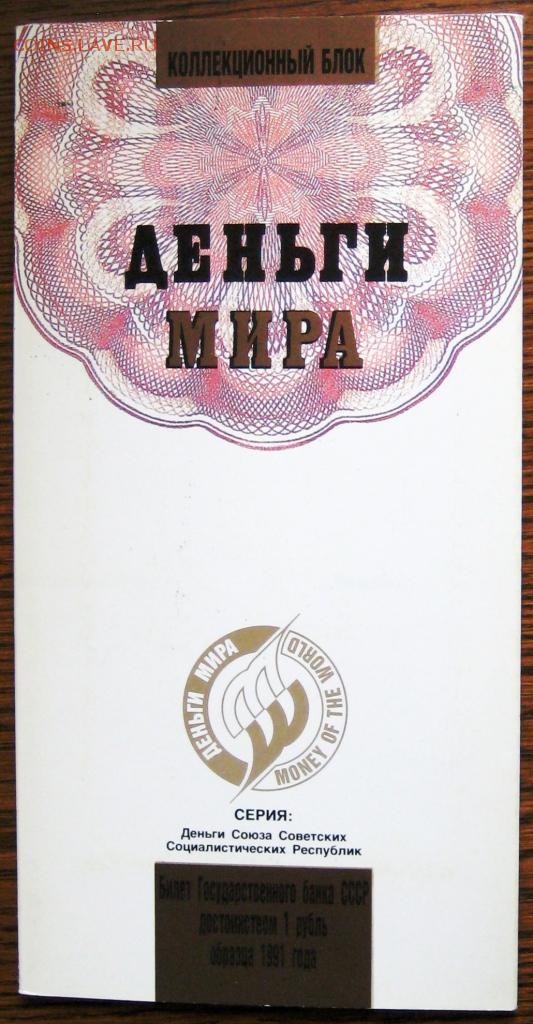 COINS.LAVE.RU
КОЛЛЕКЦИОННЫЙ БЛОК
ДЕНЬГИ
МИРА
ДЕНЬГИ МИРА
MONEY OF THE WORLD
СЕРИЯ:
Деньги Союза Советских
Социалистических Республик
Билет Государственного банка СССР
достоинством 1 рубль
образца 1991 года